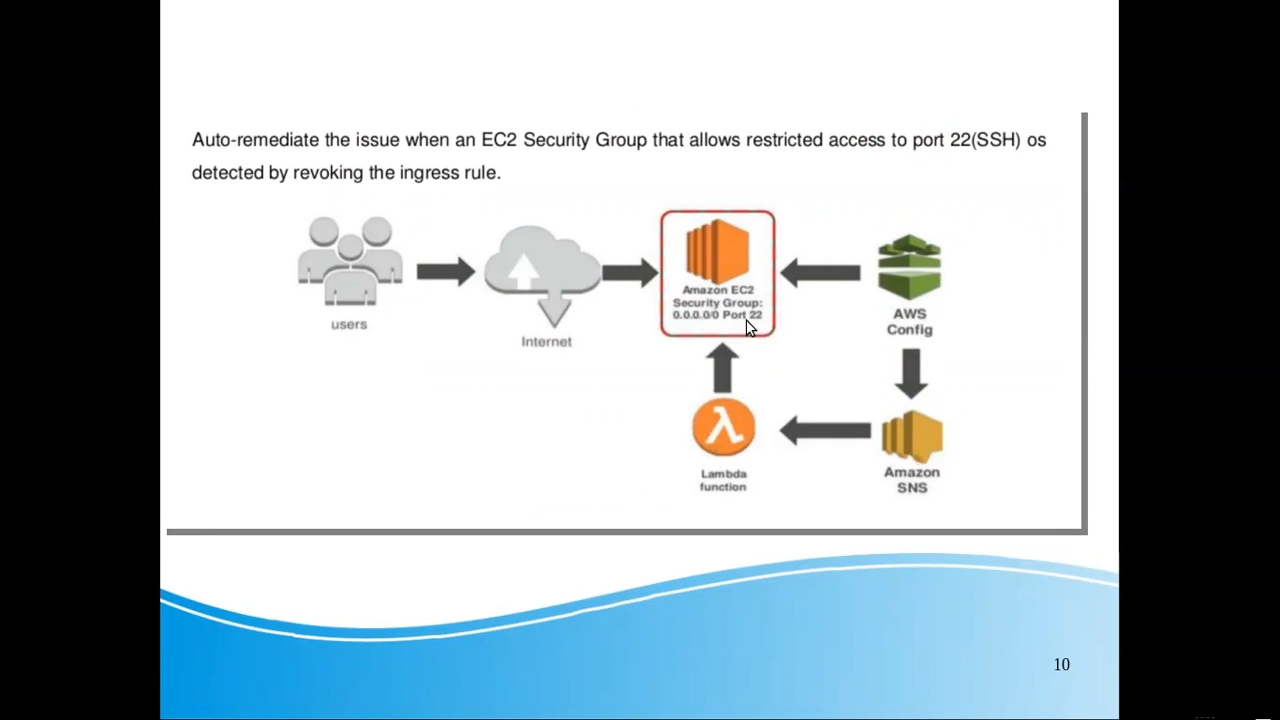 Auto-remediate the issue when an EC2 Security Group that allows restricted access to port 22(SSH) os
detected by revoking the ingress rule.
users
Internet
Amazon EC2
Security Group:
0.0.0.0/0 Port 22
AWS
Config
λ
Lambda
function
Amazon
SNS
10